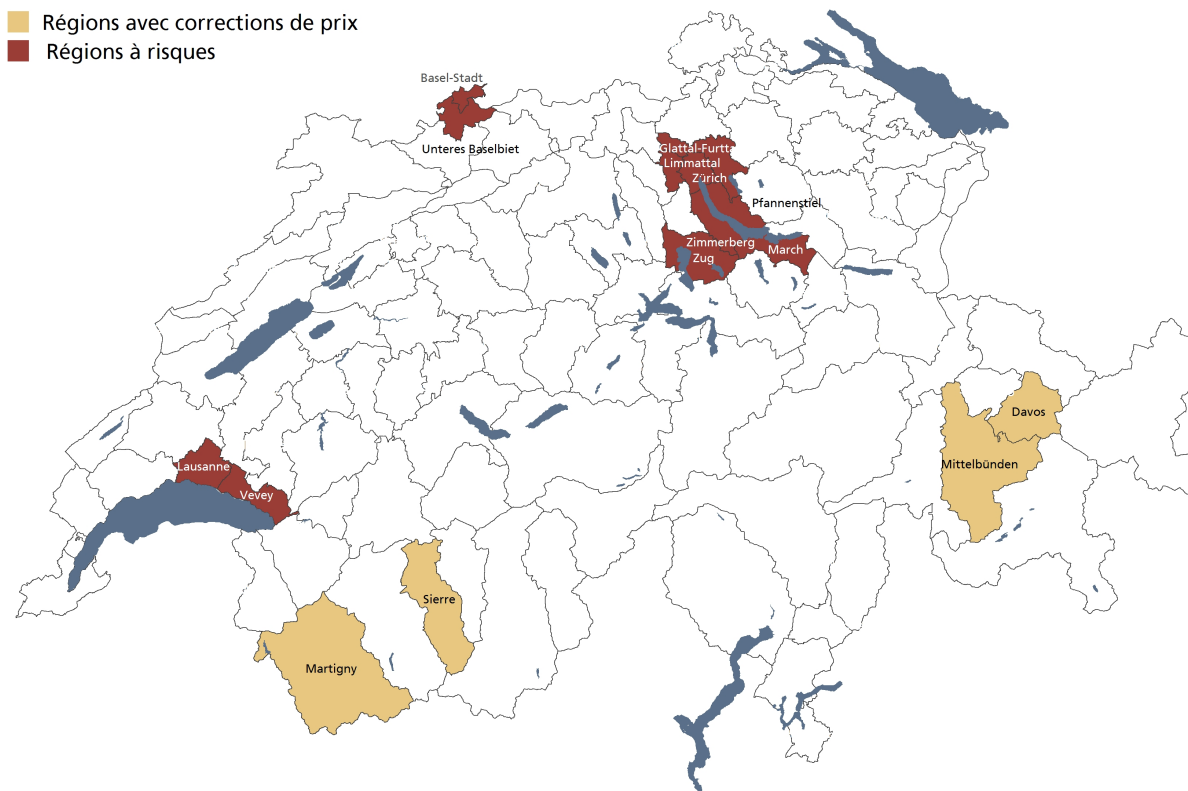 Régions avec corrections de prix
Régions à risques
Basel-Stadt
Unteres Baselbiet
Glattal-Furtta
Limmattal
Zürich
Pfannenstiel
Zimmerberg
March
Zug
Davos
Mittelbünden
Lausanne
Vevey
Sierre
Martigny